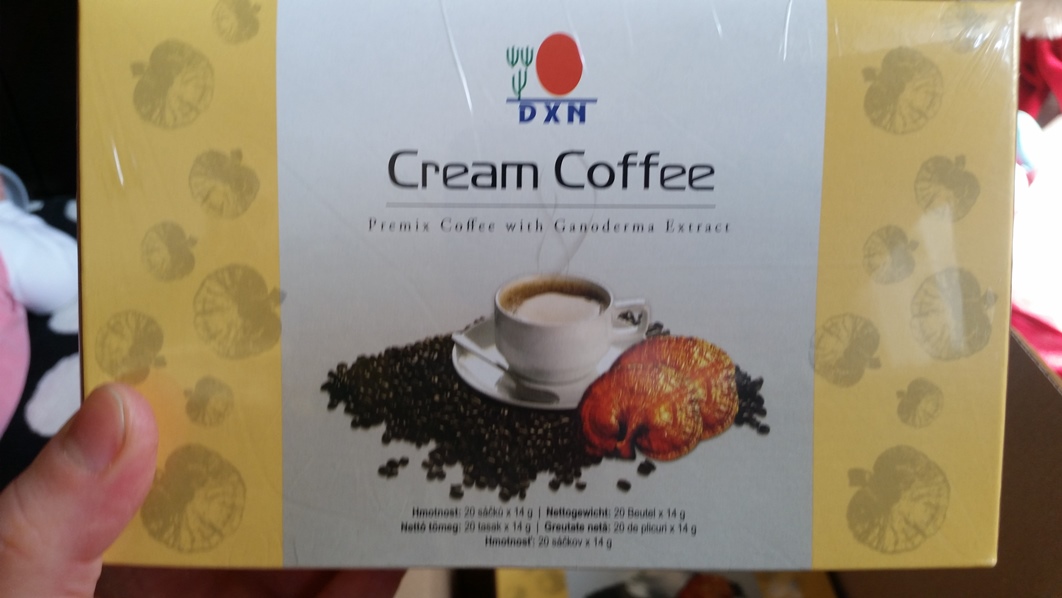 DXN
Cream Coffee
Premix Coffee with Ganoderma Extract
Hmotnost: 20 sáčků x 14 g | Nettogewicht: 20 Beutel x 14 g
Nettó tömeg: 20 tasak x 14 g | Greutate netă: 20 de plicuri x 14 g
Hmotnosť: 20 sáčkov x 14 g